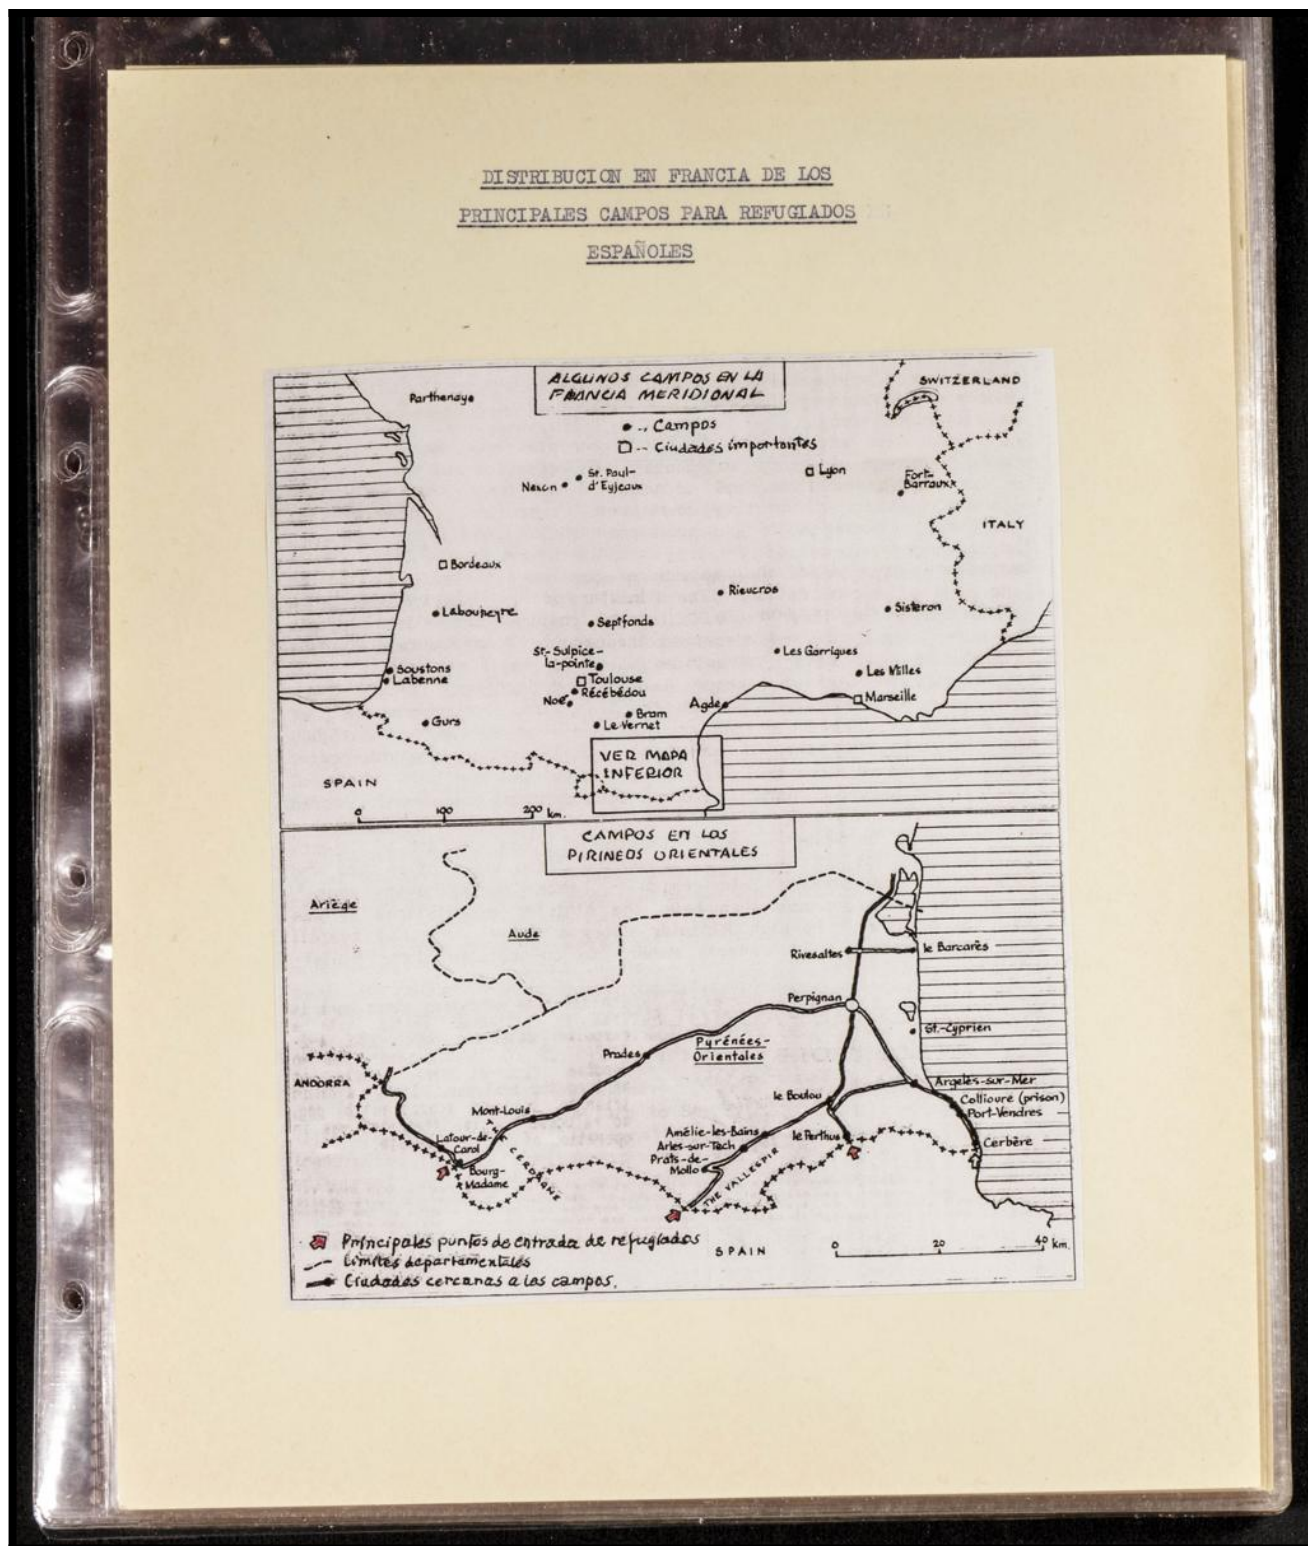 DISTRIBUCION EN FRANCIA DE LOS
PRINCIPALES CAMPOS PARA REFUGIADOS
ESPAÑOLES
ALGUNOS CAMPOS EN LA
FRANCIA MERIDIONAL
Parthenaye
SWITZERLAND
Campos
Ciudades importantes
St. Paul-
d'Eyjeaux
Nexon
Lyon
Fort-
Barraux
ITALY
Bordeaux
Rieucros
Labouheyre
Sisteron
Septfonds
St-Sulpice-
la-pointe
Les Garrigues
Soustons
Labenne
Toulouse
Les Milles
Récébédou
Noé
Marseille
Agde
Bram
Gurs
Le Vernet
VER MAPA
INFERIOR
SPAIN
0 100 200 km.
CAMPOS EN LOS
PIRINEOS ORIENTALES
Ariège
Aude
Rivesaltes
le Barcarès
Perpignan
St.-Cyprien
Pyrénées-
Orientales
Prades
ANDORRA
Argelès-sur-Mer
le Boulou
Collioure (prison)
Port-Vendres
Mont-Louis
Amélie-les-Bains
le Perthus
Arles-sur-Tech
Cerbère
Latour-de-
Carol
Prats-de-
Mollo
Bourg-
Madame
THE CERDAGNE
THE VALLESPIR
Principales puntos de entrada de refugiados
SPAIN
0 20 40 km.
Límites departamentales
Ciudades cercanas a los campos.